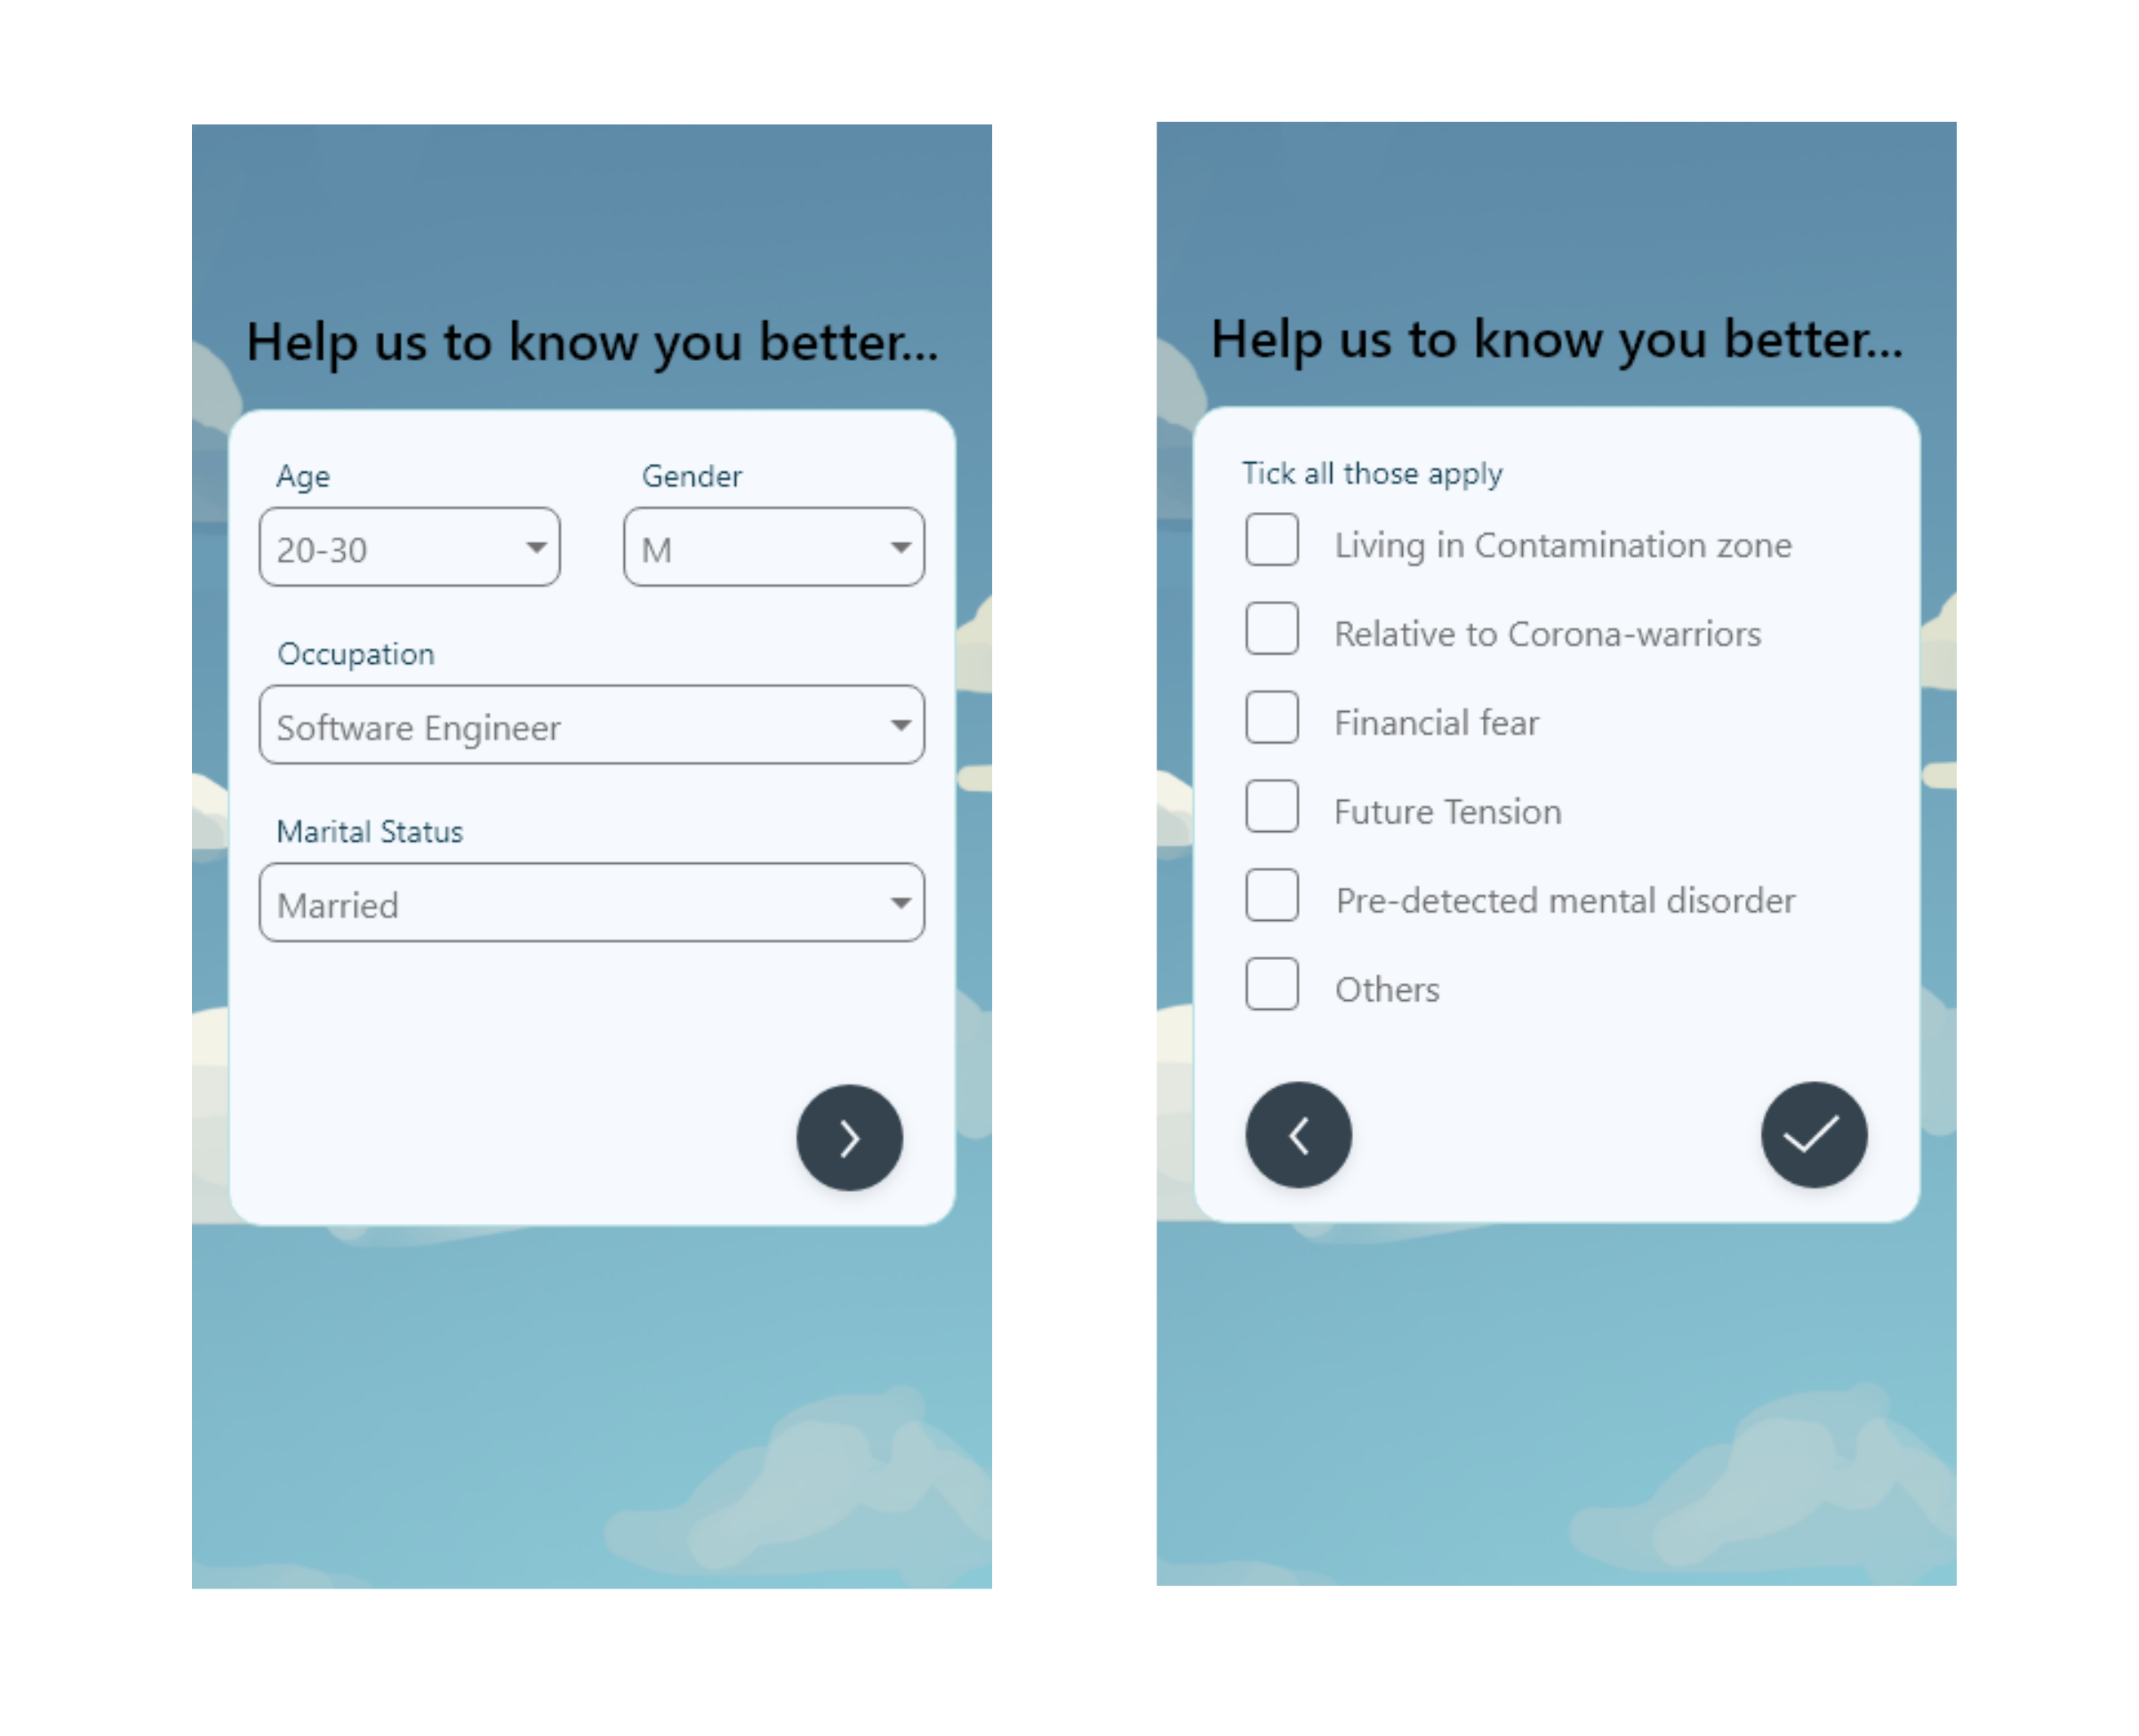 Help us to know you better...
Age Gender
20-30 M
Occupation
Software Engineer
Marital Status
Married
Help us to know you better...
Tick all those apply
Living in Contamination zone
Relative to Corona-warriors
Financial fear
Future Tension
Pre-detected mental disorder
Others